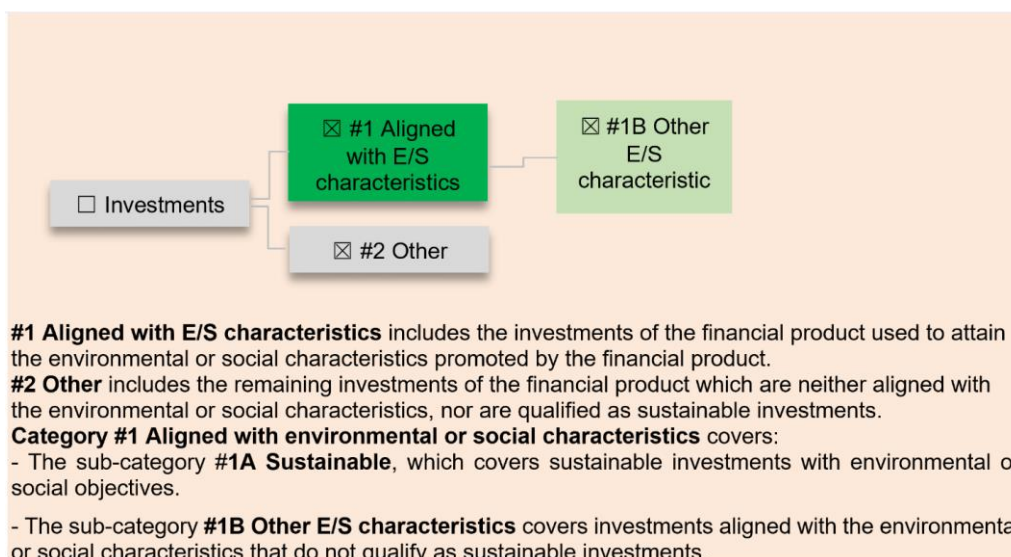 ☒ #1 Aligned
with E/S
characteristics
☒ #1B Other
E/S
characteristic
☐ Investments
☒ #2 Other
#1 Aligned with E/S characteristics includes the investments of the financial product used to attain
the environmental or social characteristics promoted by the financial product.
#2 Other includes the remaining investments of the financial product which are neither aligned with
the environmental or social characteristics, nor are qualified as sustainable investments.
Category #1 Aligned with environmental or social characteristics covers:
- The sub-category #1A Sustainable, which covers sustainable investments with environmental o
social objectives.
- The sub-category #1B Other E/S characteristics covers investments aligned with the environmenta
or social characteristics that do not qualify as sustainable investments